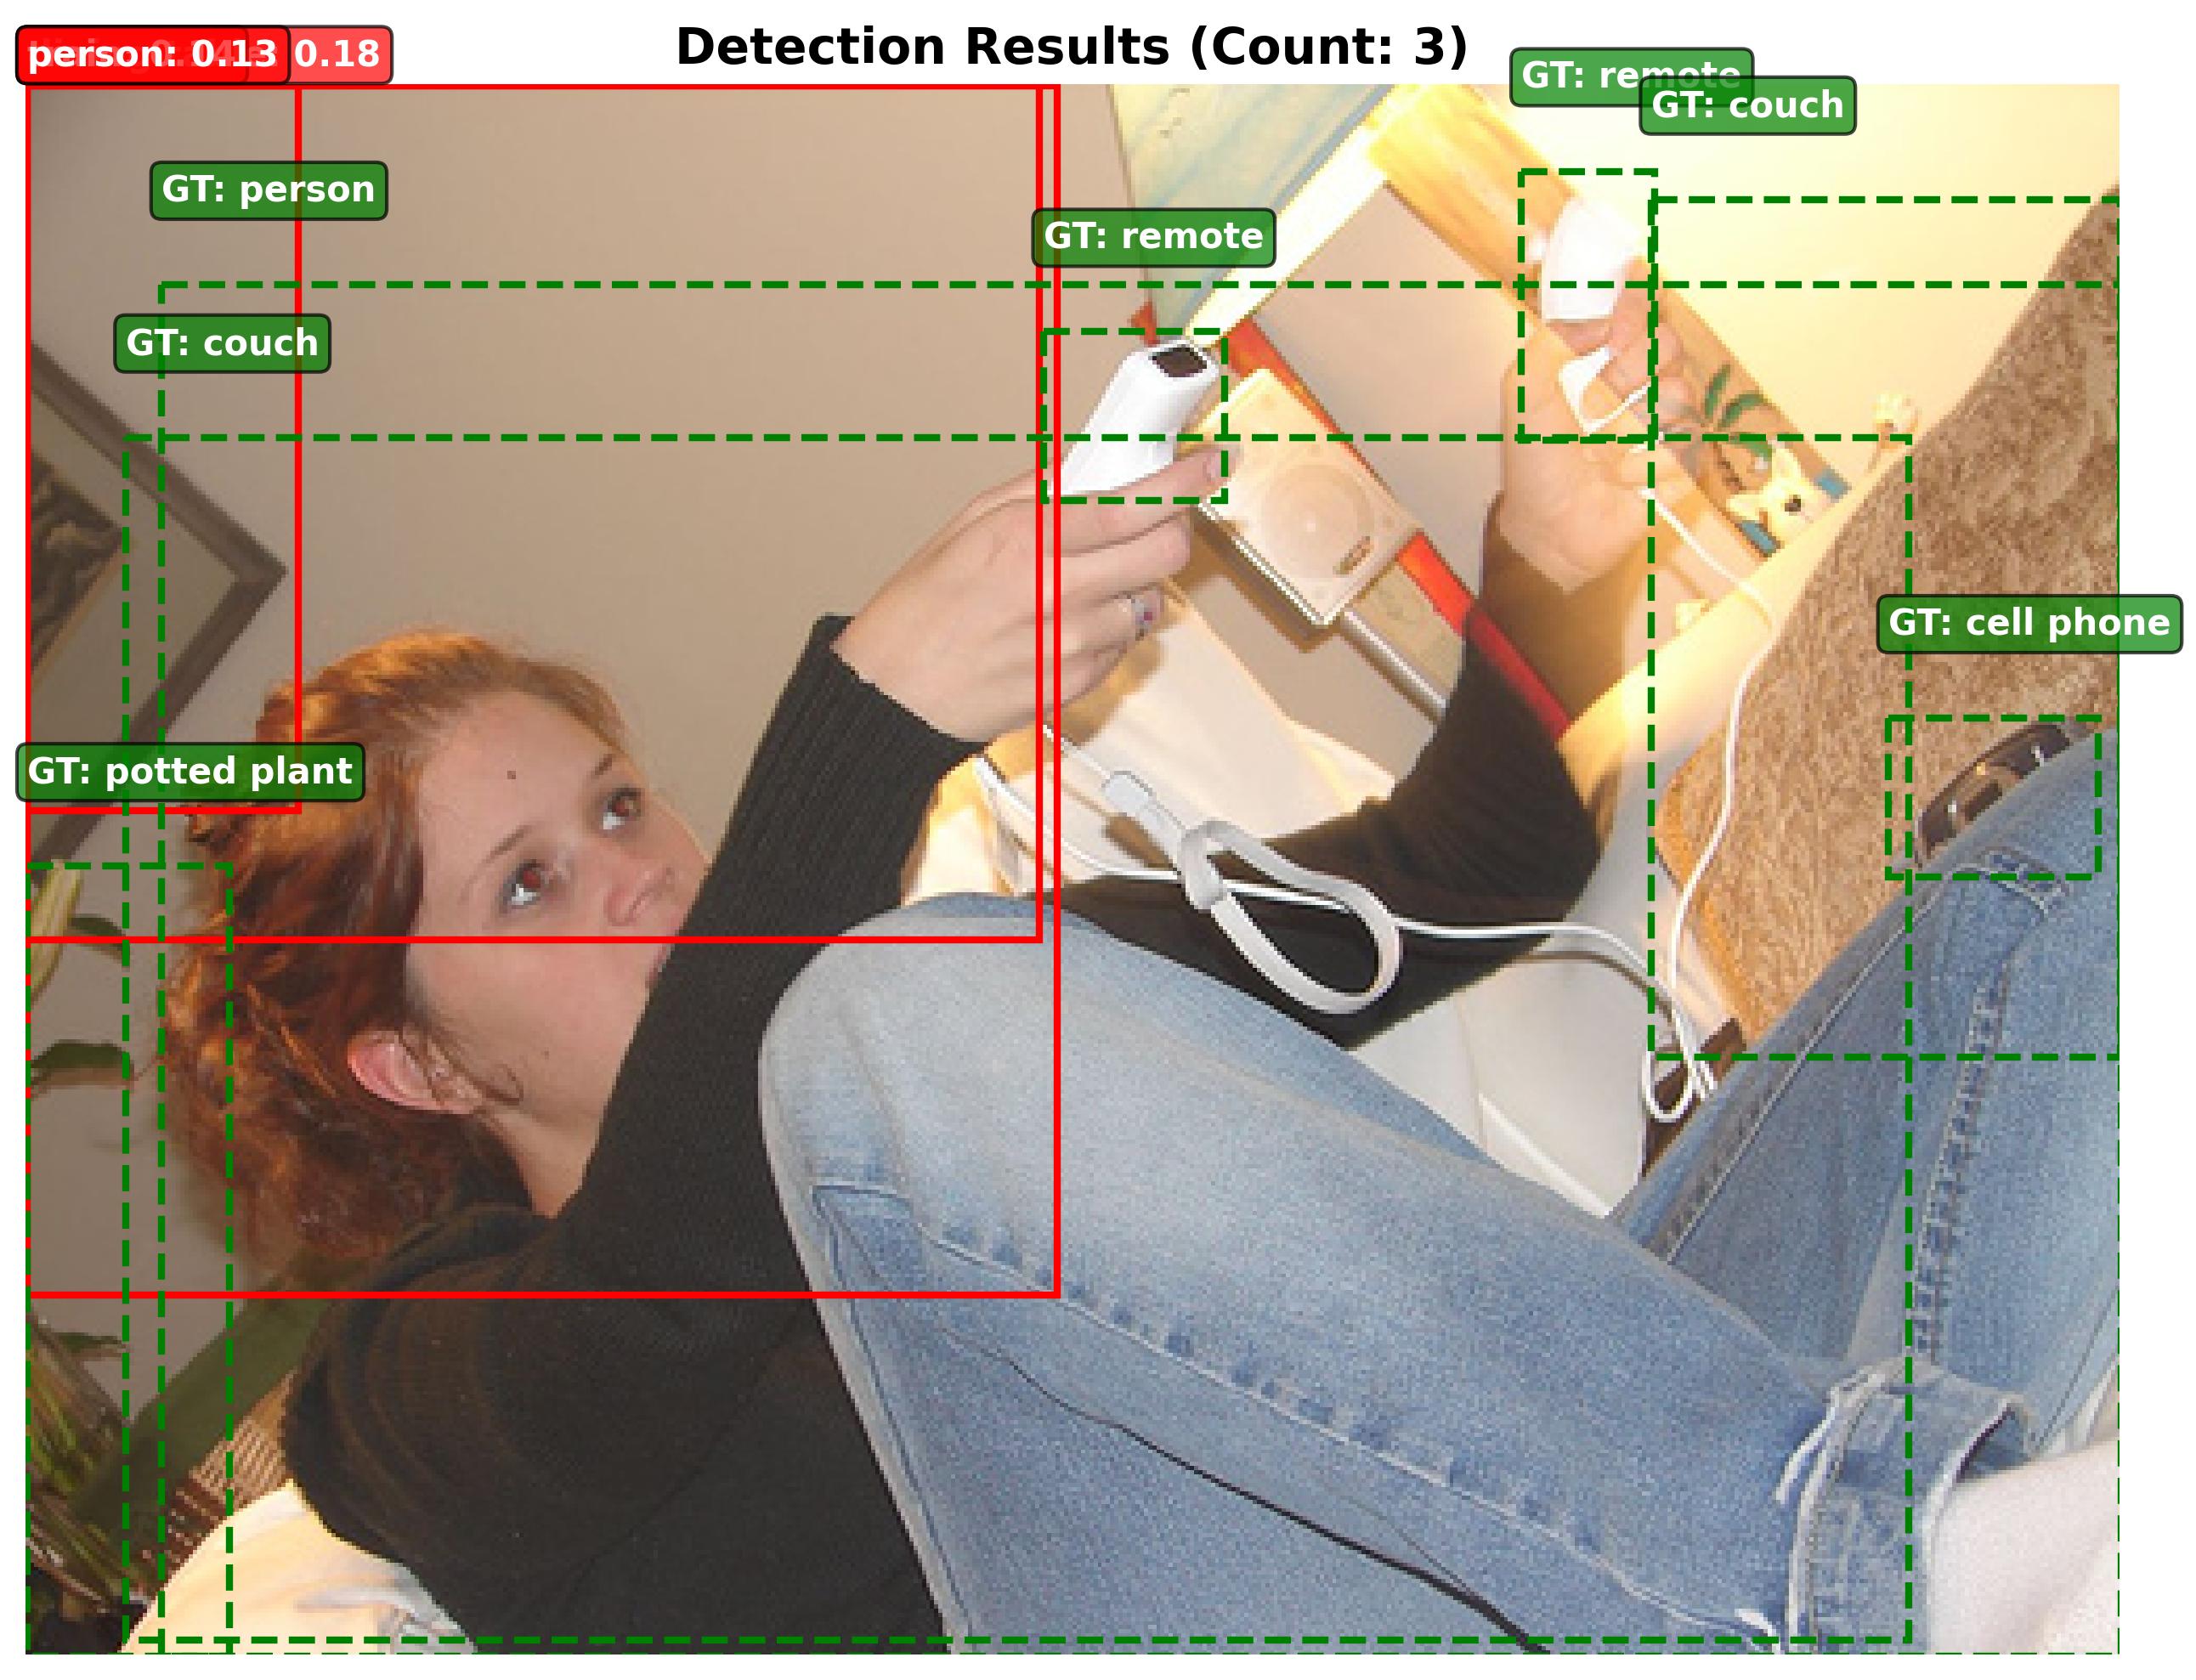 Detection Results (Count: 3)
person: 0.13
0.18
GT: remote
GT: couch
GT: person
GT: remote
GT: couch
GT: cell phone
GT: potted plant